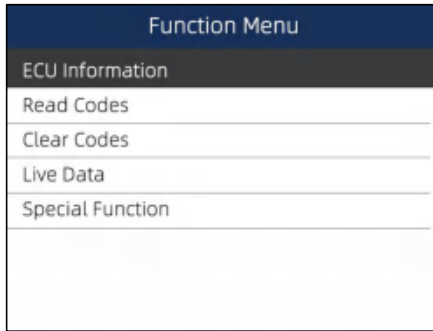 Function Menu
ECU Information
Read Codes
Clear Codes
Live Data
Special Function